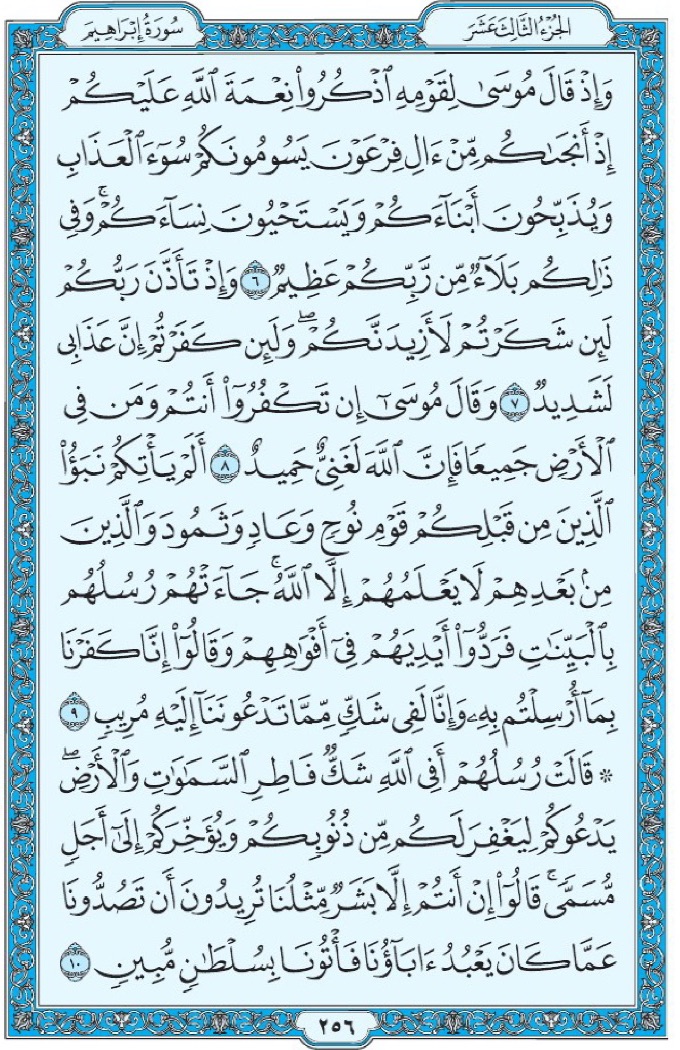 الجزء الثالث عشر
سورة إبراهيم
وَإِذْ قَالَ مُوسَىٰ لِقَوْمِهِ ٱذْكُرُواْ نِعْمَةَ ٱللَّهِ عَلَيْكُمْ
إِذْ أَنجَىٰكُم مِّنْ ءَالِ فِرْعَوْنَ يَسُومُونَكُمْ سُوٓءَ ٱلْعَذَابِ
وَيُذَبِّحُونَ أَبْنَآءَكُمْ وَيَسْتَحْيُونَ نِسَآءَكُمْۚ وَفِى
ذَٰلِكُم بَلَآءٌ مِّن رَّبِّكُمْ عَظِيمٌ ٦ وَإِذْ تَأَذَّنَ رَبُّكُمْ
لَئِن شَكَرْتُمْ لَأَزِيدَنَّكُمْۖ وَلَئِن كَفَرْتُمْ إِنَّ عَذَابِى
لَشَدِيدٌ ٧ وَقَالَ مُوسَىٰٓ إِن تَكْفُرُوٓاْ أَنتُمْ وَمَن فِى
ٱلْأَرْضِ جَمِيعًا فَإِنَّ ٱللَّهَ لَغَنِىٌّ حَمِيدٌ ٨ أَلَمْ يَأْتِكُمْ نَبَؤُاْ
ٱلَّذِينَ مِن قَبْلِكُمْ قَوْمِ نُوحٍ وَعَادٍ وَثَمُودَ وَٱلَّذِينَ
مِنۢ بَعْدِهِمْ لَا يَعْلَمُهُمْ إِلَّا ٱللَّهُۚ جَآءَتْهُمْ رُسُلُهُم
بِٱلْبَيِّنَٰتِ فَرَدُّوٓاْ أَيْدِيَهُمْ فِىٓ أَفْوَٰهِهِمْ وَقَالُوٓاْ إِنَّا كَفَرْنَا
بِمَآ أُرْسِلْتُم بِهِۦ وَإِنَّا لَفِى شَكٍّ مِّمَّا تَدْعُونَنَآ إِلَيْهِ مُرِيبٍ ٩
۞ قَالَتْ رُسُلُهُمْ أَفِى ٱللَّهِ شَكٌّ فَاطِرِ ٱلسَّمَٰوَٰتِ وَٱلْأَرْضِۖ
يَدْعُوكُمْ لِيَغْفِرَ لَكُم مِّن ذُنُوبِكُمْ وَيُؤَخِّرَكُمْ إِلَىٰٓ أَجَلٍ
مُّسَمًّىۚ قَالُوٓاْ إِنْ أَنتُمْ إِلَّا بَشَرٌ مِّثْلُنَا تُرِيدُونَ أَن تَصُدُّونَا
عَمَّا كَانَ يَعْبُدُ ءَابَآؤُنَا فَأْتُونَا بِسُلْطَٰنٍ مُّبِينٍ ١٠
٢٥٦